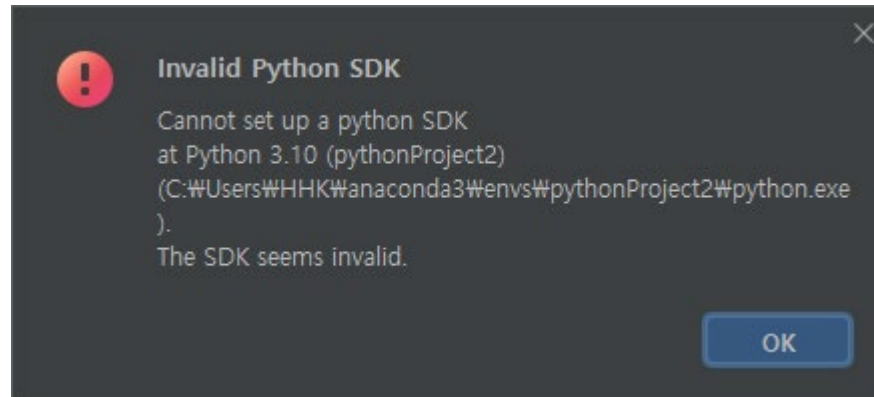 Invalid Python SDK
Cannot set up a python SDK
at Python 3.10 (pythonProject2)
(C:₩Users₩HHK₩anaconda3₩envs₩pythonProject2₩python.exe
).
The SDK seems invalid.
OK